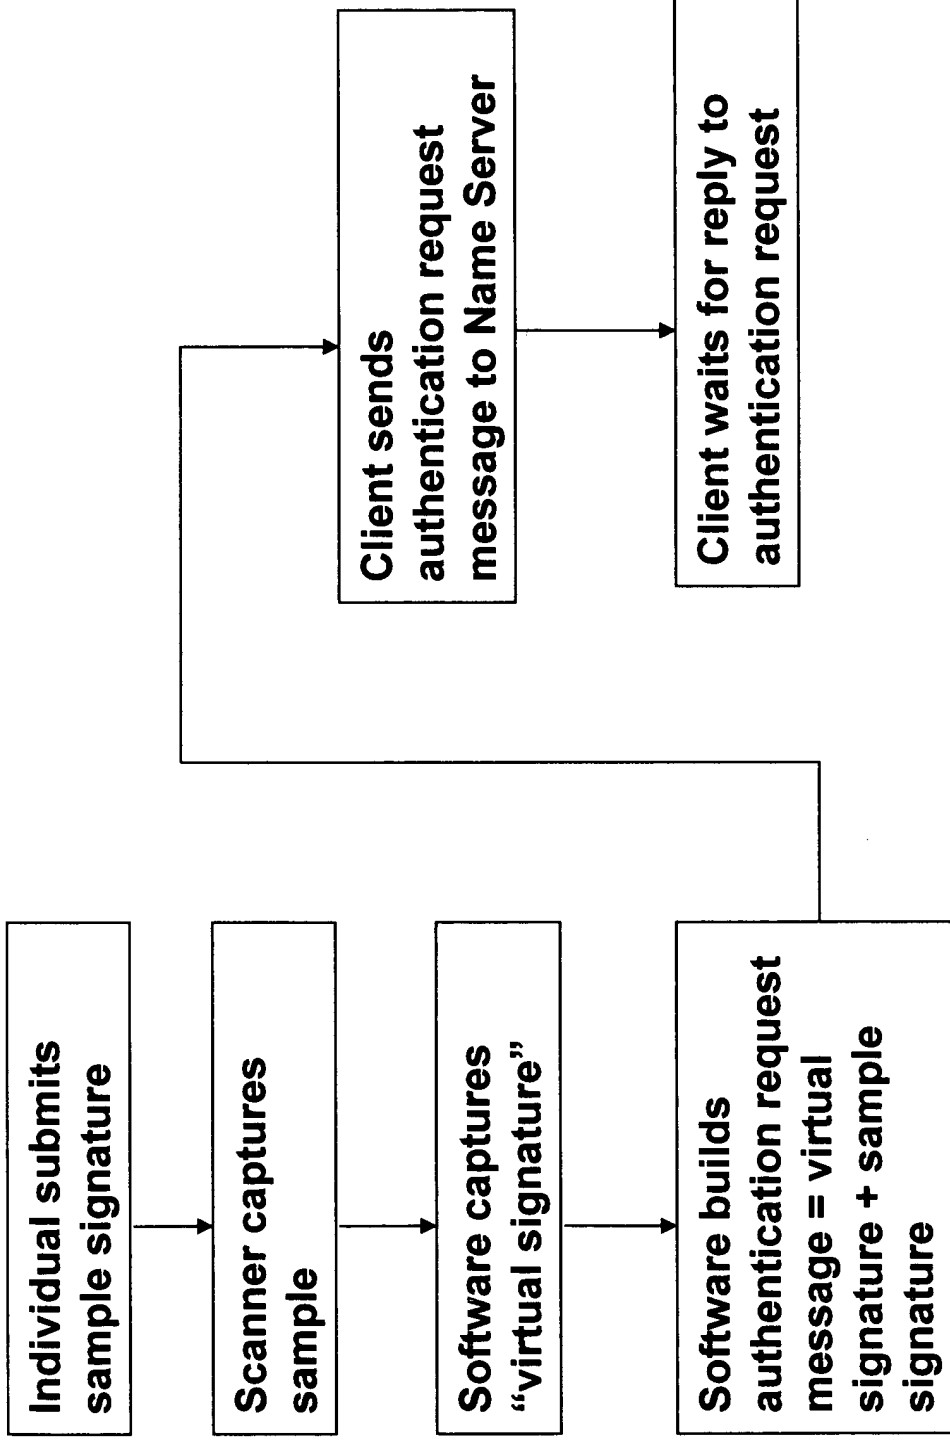 Individual submits
sample signature
Scanner captures
sample
Software captures
“virtual signature”
Software builds
authentication request
message = virtual
signature + sample
signature
Client sends
authentication request
message to Name Server
Client waits for reply to
authentication request